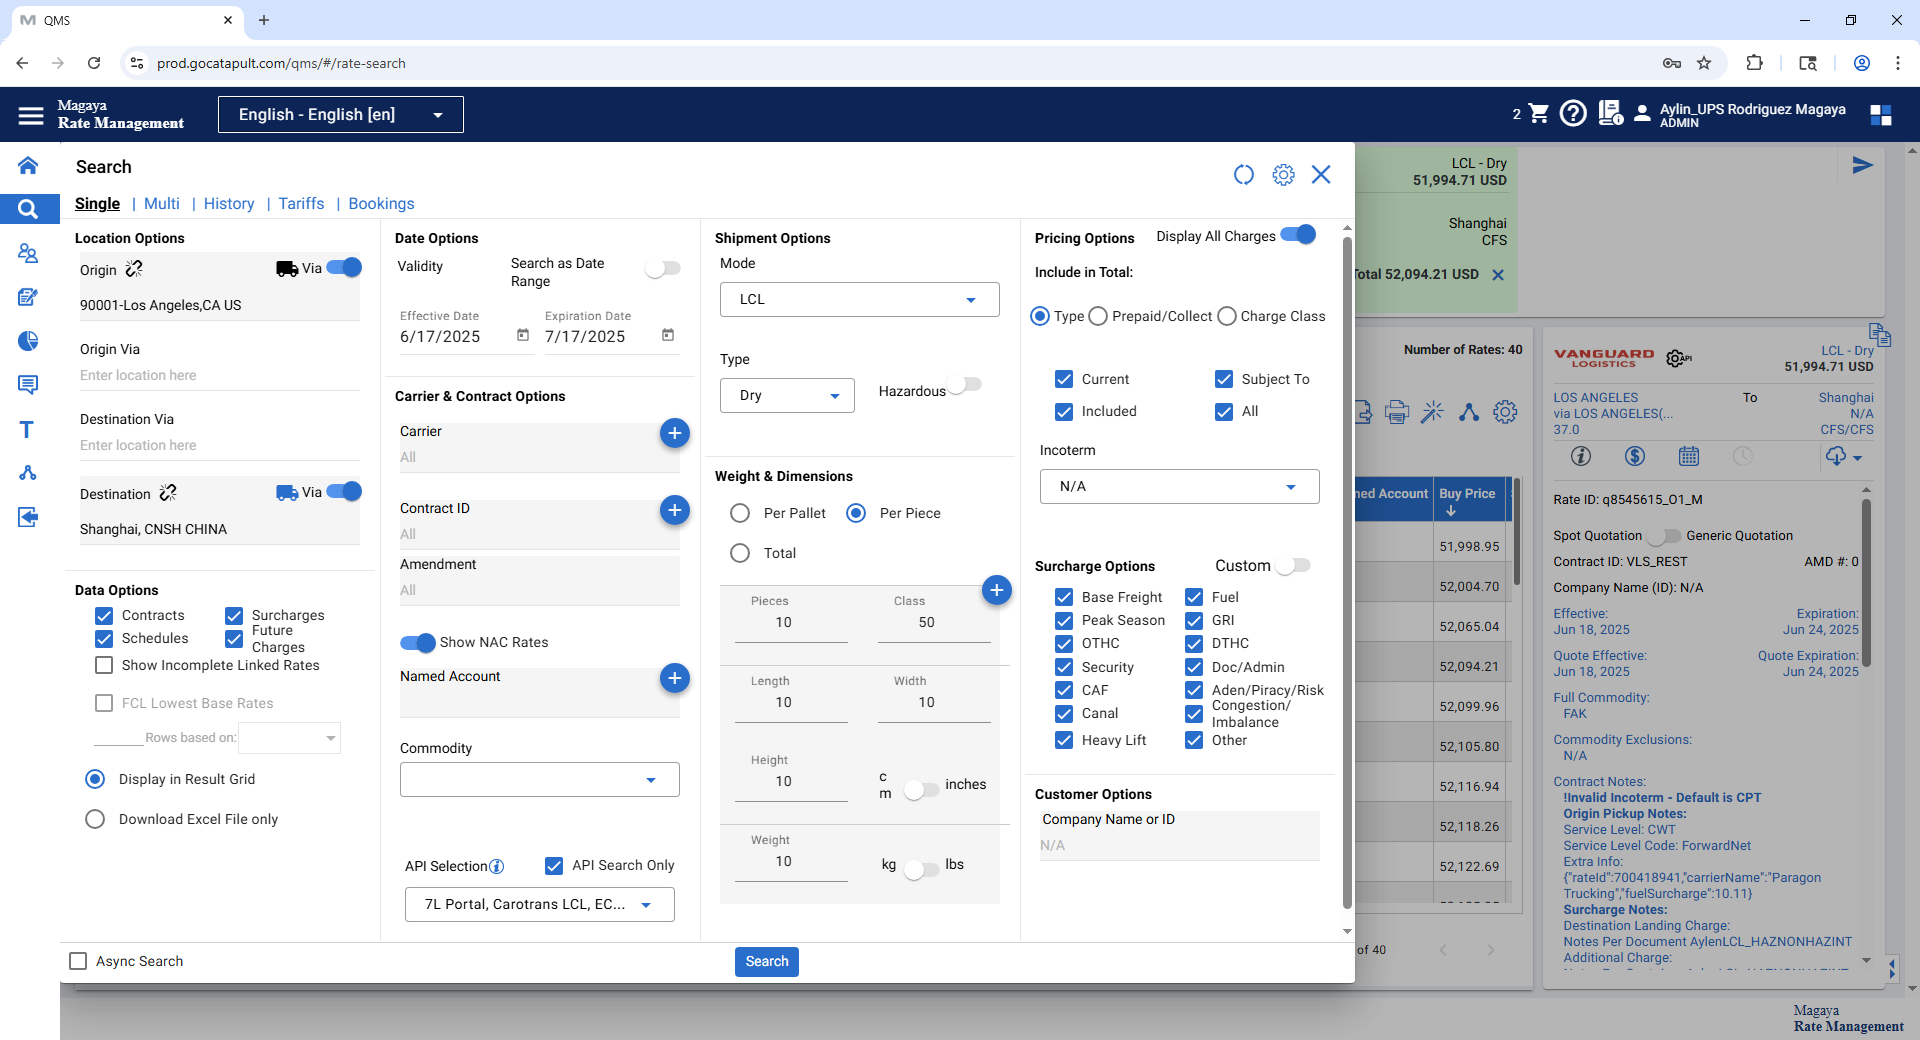 QMS
prod.gocatapult.com/qms/#/rate-search
Magaya
Rate Management
English - English [en]
2
Aylin_UPS Rodriguez Magaya
ADMIN
Search
Single | Multi | History | Tariffs | Bookings
Location Options
Origin
Via
90001-Los Angeles,CA US
Origin Via
Enter location here
Destination Via
Enter location here
Destination
Via
Shanghai, CNSH CHINA
Data Options
Contracts
Surcharges
Schedules
Future
Charges
Show Incomplete Linked Rates
FCL Lowest Base Rates
Rows based on:
Display in Result Grid
Download Excel File only
Date Options
Validity
Search as Date
Range
Effective Date
6/17/2025
Expiration Date
7/17/2025
Carrier & Contract Options
Carrier
All
Contract ID
All
Amendment
All
Show NAC Rates
Named Account
Commodity
API Selection
API Search Only
7L Portal, Carotrans LCL, EC...
Shipment Options
Mode
LCL
Type
Dry
Hazardous
Weight & Dimensions
Per Pallet
Per Piece
Total
Pieces
10
Class
50
Length
10
Width
10
Height
10
c
m
inches
Weight
10
kg
lbs
Pricing Options
Display All Charges
Include in Total:
Type
Prepaid/Collect
Charge Class
Current
Subject To
Included
All
Incoterm
N/A
Surcharge Options
Custom
Base Freight
Fuel
Peak Season
GRI
OTHC
DTHC
Security
Doc/Admin
CAF
Aden/Piracy/Risk
Canal
Congestion/
Imbalance
Heavy Lift
Other
Customer Options
Company Name or ID
N/A
Async Search
Search
LCL - Dry
51,994.71 USD
Shanghai
CFS
Total 52,094.21 USD
Number of Rates: 40
ned Account
Buy Price
51,998.95
52,004.70
52,065.04
52,094.21
52,099.96
52,105.80
52,116.94
52,118.26
52,122.69
of 40
VANGUARD
LOGISTICS
API
LCL - Dry
51,994.71 USD
LOS ANGELES
via LOS ANGELES(...
37.0
To
Shanghai
N/A
CFS/CFS
Rate ID: q8545615_O1_M
Spot Quotation
Generic Quotation
Contract ID: VLS_REST
AMD #: 0
Company Name (ID): N/A
Effective:
Jun 18, 2025
Expiration:
Jun 24, 2025
Quote Effective:
Jun 18, 2025
Quote Expiration:
Jun 24, 2025
Full Commodity:
FAK
Commodity Exclusions:
N/A
Contract Notes:
!Invalid Incoterm - Default is CPT
Origin Pickup Notes:
Service Level: CWT
Service Level Code: ForwardNet
Extra Info:
{"rateId":700418941,"carrierName":"Paragon
Trucking","fuelSurcharge":10.11}
Surcharge Notes:
Destination Landing Charge:
Notes Per Document AylenLCL_HAZNONHAZINT
Additional Charge:
Magaya
Rate Management